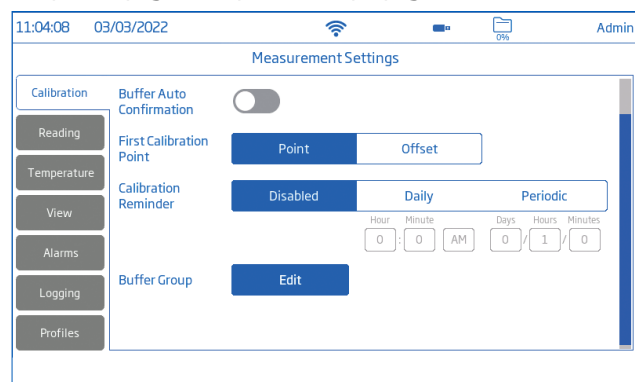 11:04:08 03/03/2022 0% Admin
Measurement Settings
Calibration
Reading
Temperature
View
Alarms
Logging
Profiles
Buffer Auto
Confirmation
First Calibration
Point
Point Offset
Calibration
Reminder
Disabled Daily Periodic
Hour Minute Days Hours Minutes
0 : 0 AM 0 / 1 / 0
Buffer Group Edit